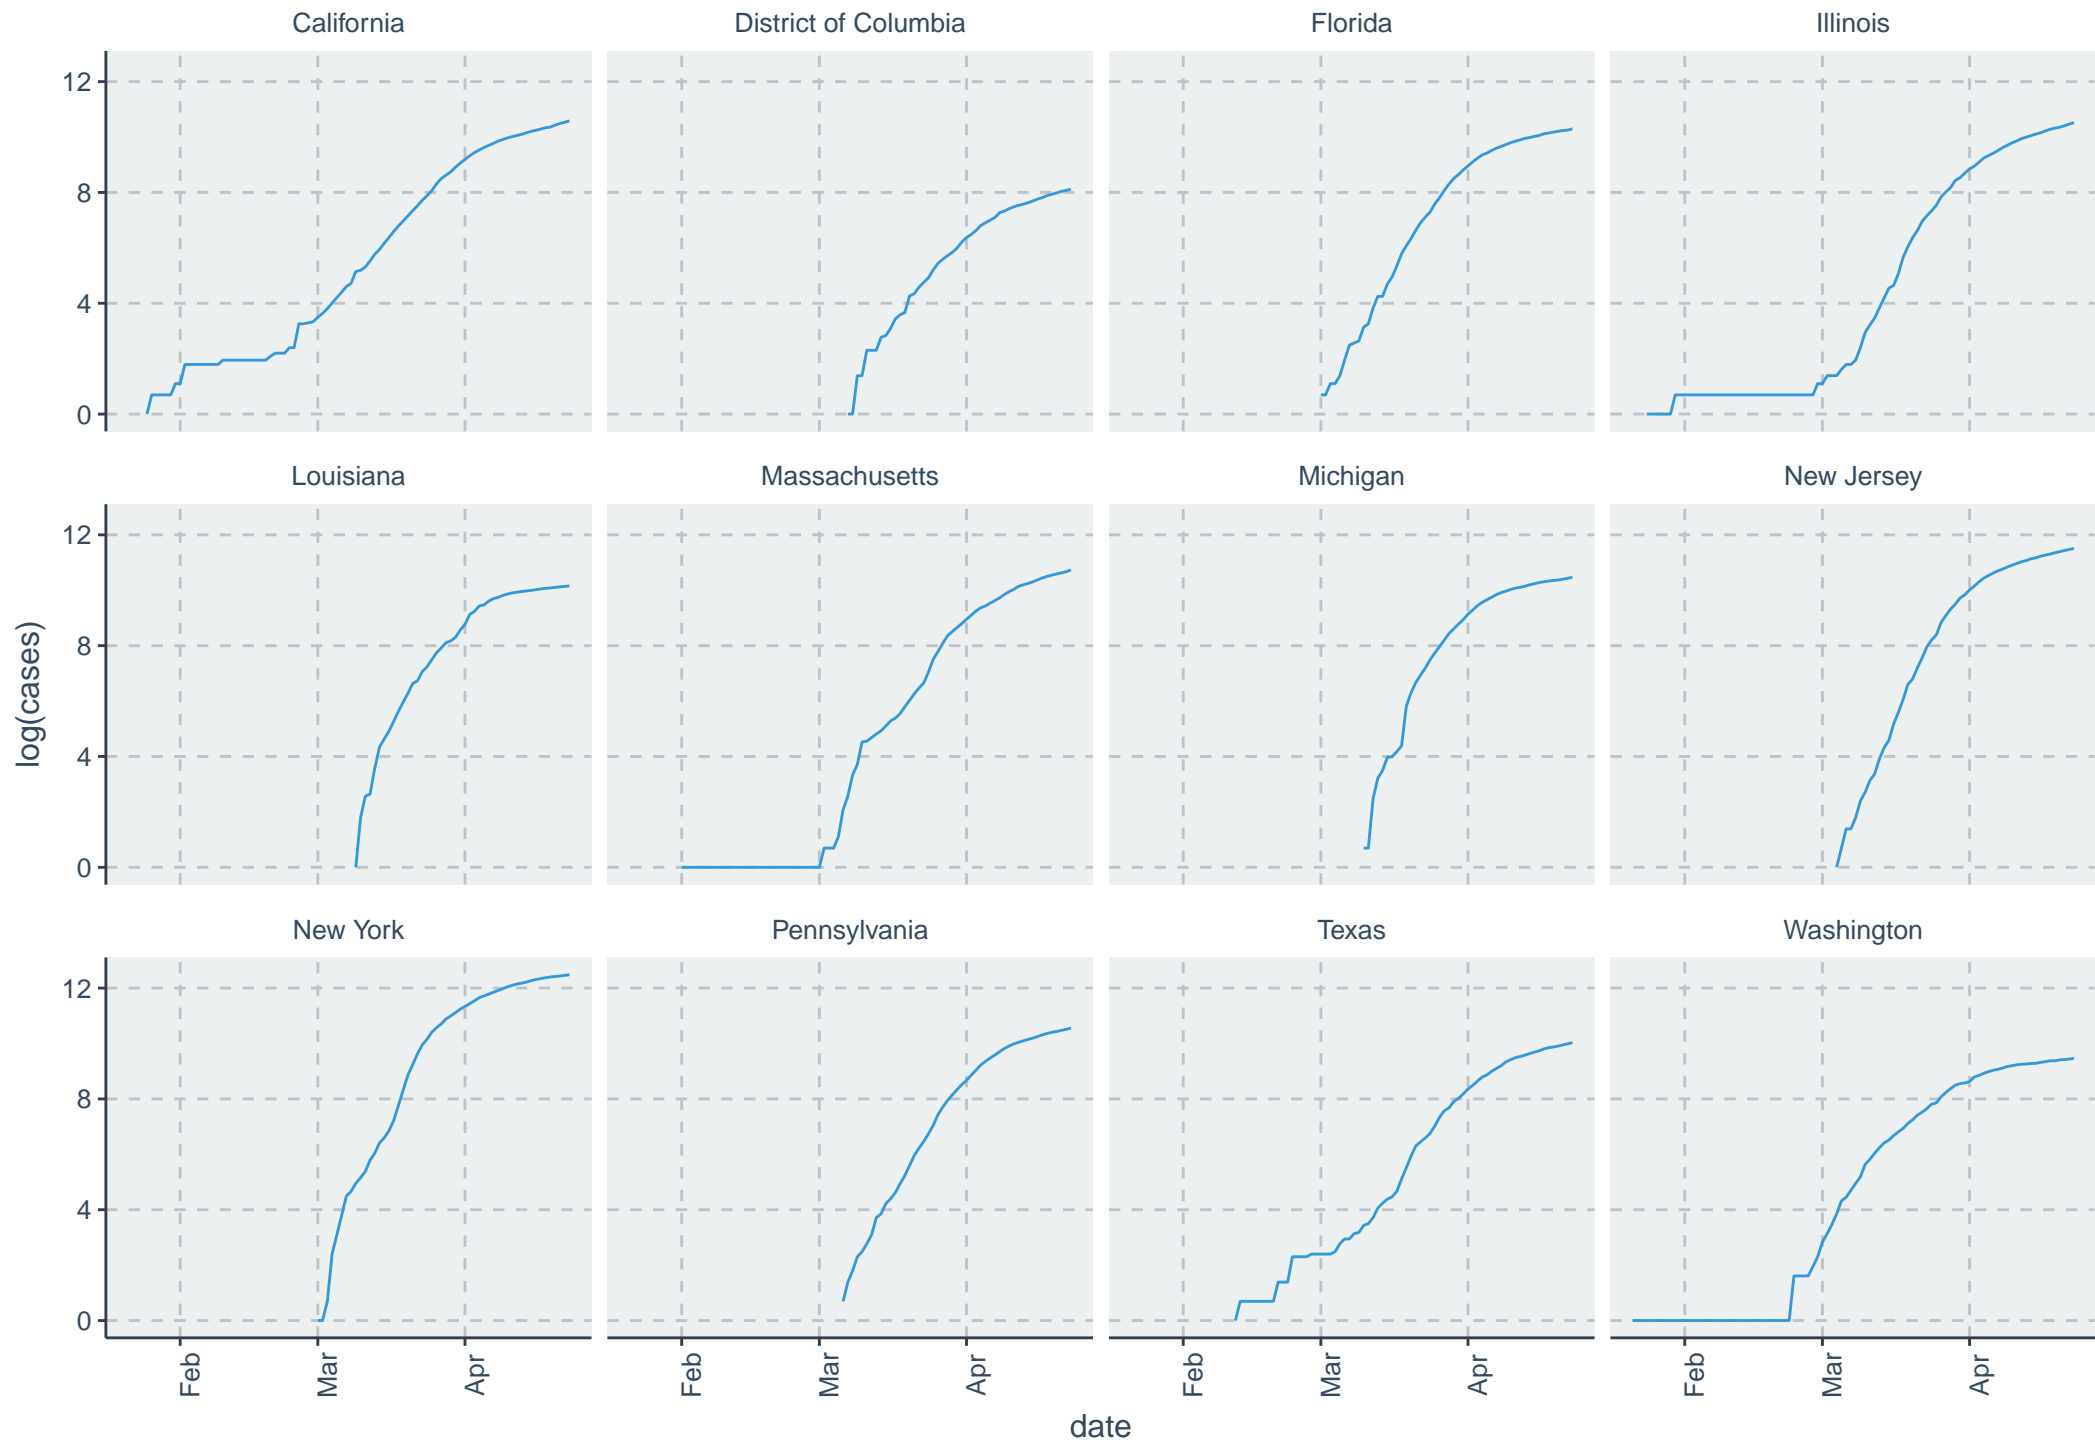 California
District of Columbia
Florida
Illinois
12
8
4
0
Louisiana
Massachusetts
Michigan
New Jersey
12
8
4
0
log(cases)
New York
Pennsylvania
Texas
Washington
12
8
4
0
Feb
Mar
Apr
Feb
Mar
Apr
Feb
Mar
Apr
Feb
Mar
Apr
date